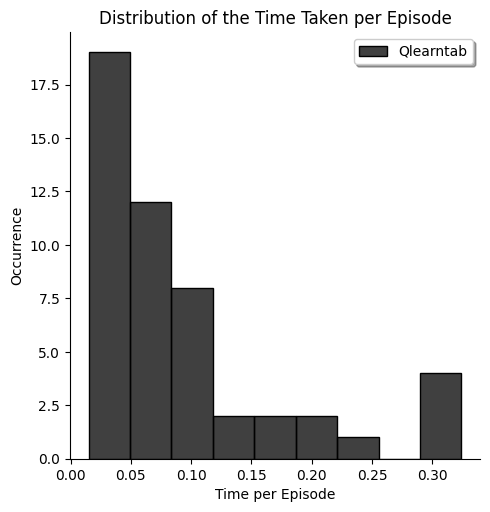 Distribution of the Time Taken per Episode
Qlearntab
Occurrence
17.5
15.0
12.5
10.0
7.5
5.0
2.5
0.0
0.00 0.05 0.10 0.15 0.20 0.25 0.30
Time per Episode